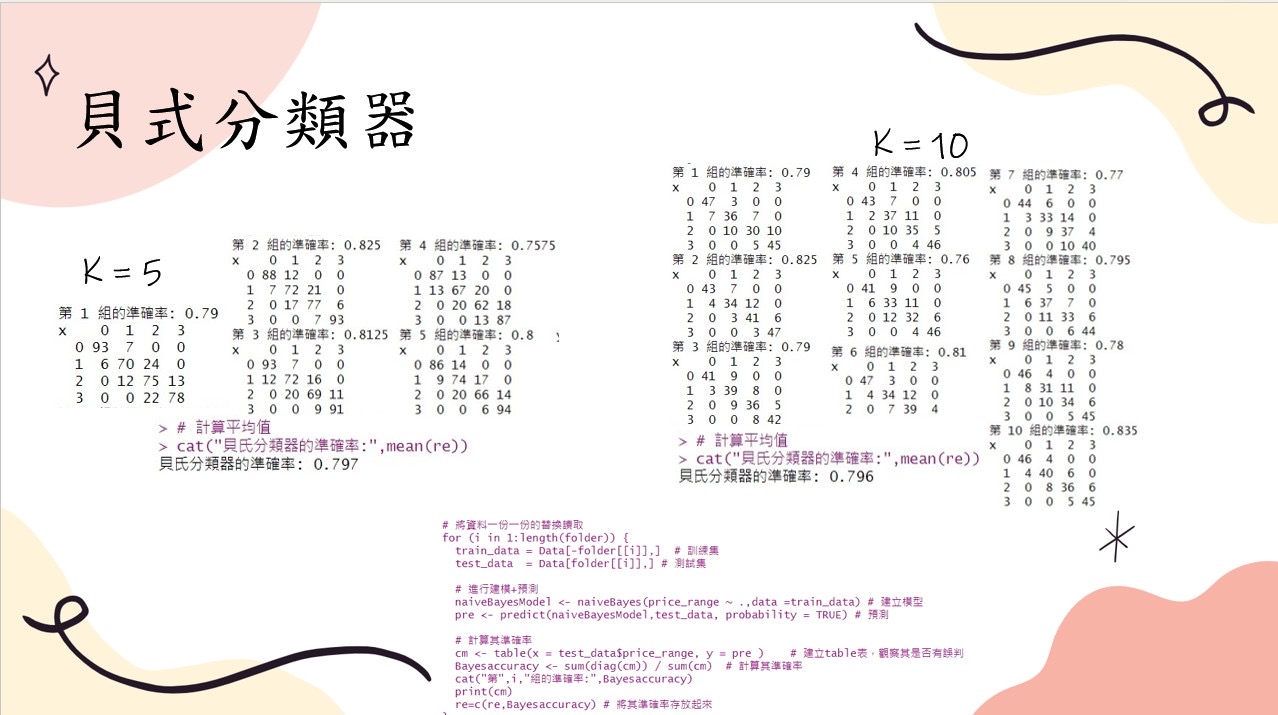 貝式分類器
K = 5
第 1 組的準確率: 0.79
x 0 1 2 3
0 93 7 0 0
1 6 70 24 0
2 0 12 75 13
3 0 0 22 78
第 2 組的準確率: 0.825
x 0 1 2 3
0 88 12 0 0
1 7 72 21 0
2 0 17 77 6
3 0 0 7 93
第 3 組的準確率: 0.8125
x 0 1 2 3
0 93 7 0 0
1 12 72 16 0
2 0 20 69 11
3 0 0 9 91
第 4 組的準確率: 0.7575
x 0 1 2 3
0 87 13 0 0
1 13 67 20 0
2 0 20 62 18
3 0 0 13 87
第 5 組的準確率: 0.8
x 0 1 2 3
0 86 14 0 0
1 9 74 17 0
2 0 20 66 14
3 0 0 6 94
> # 計算平均值
> cat("貝氏分類器的準確率:",mean(re))
貝氏分類器的準確率: 0.797
K = 10
第 1 組的準確率: 0.79
x 0 1 2 3
0 47 3 0 0
1 7 36 7 0
2 0 10 30 10
3 0 0 5 45
第 2 組的準確率: 0.825
x 0 1 2 3
0 43 7 0 0
1 4 34 12 0
2 0 3 41 6
3 0 0 3 47
第 3 組的準確率: 0.79
x 0 1 2 3
0 41 9 0 0
1 3 39 8 0
2 0 9 36 5
3 0 0 8 42
第 4 組的準確率: 0.805
x 0 1 2 3
0 43 7 0 0
1 2 37 11 0
2 0 10 35 5
3 0 0 4 46
第 5 組的準確率: 0.76
x 0 1 2 3
0 41 9 0 0
1 6 33 11 0
2 0 12 32 6
3 0 0 4 46
第 6 組的準確率: 0.81
x 0 1 2 3
0 47 3 0 0
1 4 34 12 0
2 0 7 39 4
第 7 組的準確率: 0.77
x 0 1 2 3
0 44 6 0 0
1 3 33 14 0
2 0 9 37 4
3 0 0 10 40
第 8 組的準確率: 0.795
x 0 1 2 3
0 45 5 0 0
1 6 37 7 0
2 0 11 33 6
3 0 0 6 44
第 9 組的準確率: 0.78
x 0 1 2 3
0 46 4 0 0
1 8 31 11 0
2 0 10 34 6
3 0 0 5 45
第 10 組的準確率: 0.835
x 0 1 2 3
0 46 4 0 0
1 4 40 6 0
2 0 8 36 6
3 0 0 5 45
> # 計算平均值
> cat("貝氏分類器的準確率:",mean(re))
貝氏分類器的準確率: 0.796
# 將資料一份一份的替換讀取
for (i in 1:length(folder)) {
train_data = Data[-folder[[i]],] # 訓練集
test_data = Data[folder[[i]],] # 測試集
# 進行建模+預測
naiveBayesModel <- naiveBayes(price_range ~ .,data =train_data) # 建立模型
pre <- predict(naiveBayesModel,test_data, probability = TRUE) # 預測
# 計算其準確率
cm <- table(x = test_data$price_range, y = pre ) # 建立table表，觀察其是否有誤判
Bayesaccuracy <- sum(diag(cm)) / sum(cm) # 計算其準確率
cat("第",i,"組的準確率:",Bayesaccuracy)
print(cm)
re=c(re,Bayesaccuracy) # 將其準確率存放起來